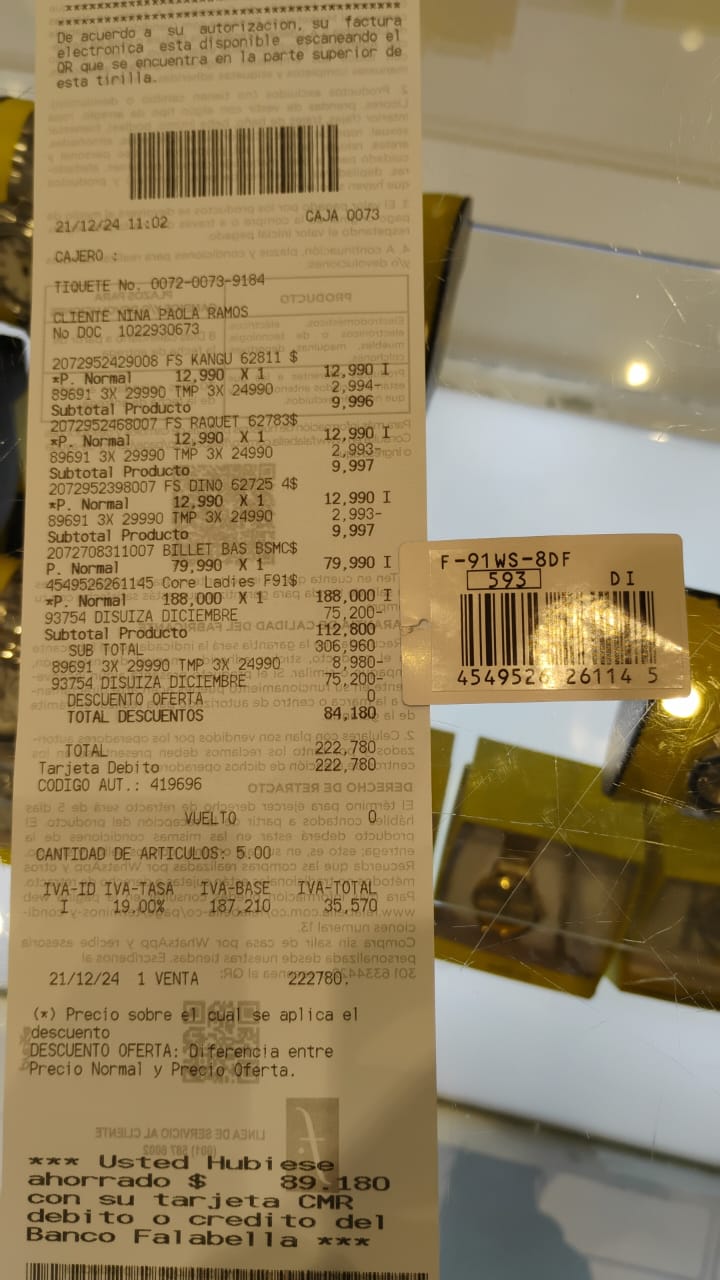 De acuerdo a su autorizacion, su factura
electronica esta disponible escaneando el
QR que se encuentra en la parte superior de
esta tirilla.
21/12/24 11:02 CAJA 0073
CAJERO :
TIQUETE No. 0072-0073-9184
CLIENTE NINA PAOLA RAMOS
No DOC 1022930673
2072952429008 FS KANGU 62811 $
*P. Normal 12,990 X 1 12,990 I
89691 3X 29990 TMP 3X 24990 2,994-
Subtotal Producto 9,996
2072952468007 FS RAQUET 62783$
*P. Normal 12,990 X 1 12,990 I
89691 3X 29990 TMP 3X 24990 2,993-
Subtotal Producto 9,997
2072952398007 FS DINO 62725 4$
*P. Normal 12,990 X 1 12,990 I
89691 3X 29990 TMP 3X 24990 2,993-
Subtotal Producto 9,997
2072708311007 BILLET BAS BSMC$
P. Normal 79,990 X 1 79,990 I
4549526261145 Core Ladies F91$
*P. Normal 188,000 X 1 188,000 I
93754 DISUIZA DICIEMBRE 75,200-
Subtotal Producto 112,800
SUB TOTAL 306,960
89691 3X 29990 TMP 3X 24990 8,980-
93754 DISUIZA DICIEMBRE 75,200-
DESCUENTO OFERTA 0
TOTAL DESCUENTOS 84,180
TOTAL 222,780
Tarjeta Debito 222,780
CODIGO AUT.: 419696
VUELTO 0
CANTIDAD DE ARTICULOS: 5.00
IVA-ID IVA-TASA IVA-BASE IVA-TOTAL
I 19,00% 187,210 35,570
21/12/24 1 VENTA 222780.
(*) Precio sobre el cual se aplica el
descuento
DESCUENTO OFERTA: Diferencia entre
Precio Normal y Precio Oferta.
*** Usted Hubiese
ahorrado $ 89.180
con su tarjeta CMR
debito o credito del
Banco Falabella ***
F-91WS-8DF
593 DI
4549526 26114 5